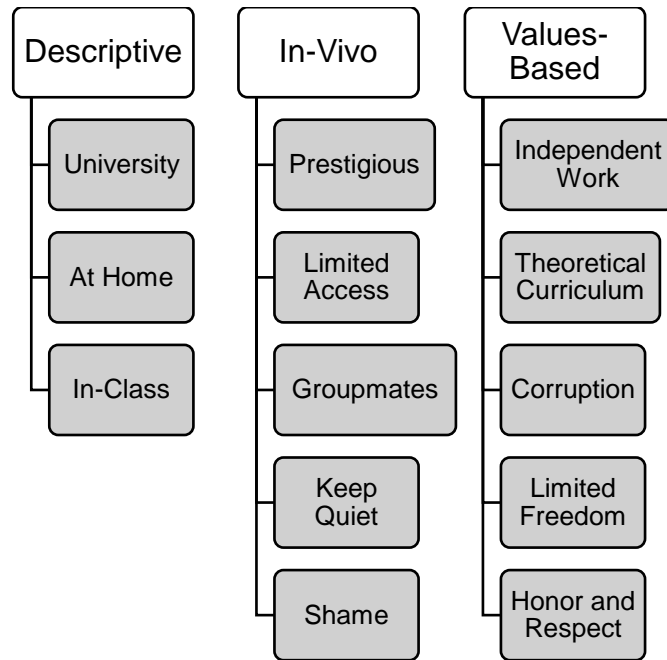 Descriptive
University
At Home
In-Class
In-Vivo
Prestigious
Limited
Access
Groupmates
Keep
Quiet
Shame
Values-
Based
Independent
Work
Theoretical
Curriculum
Corruption
Limited
Freedom
Honor and
Respect